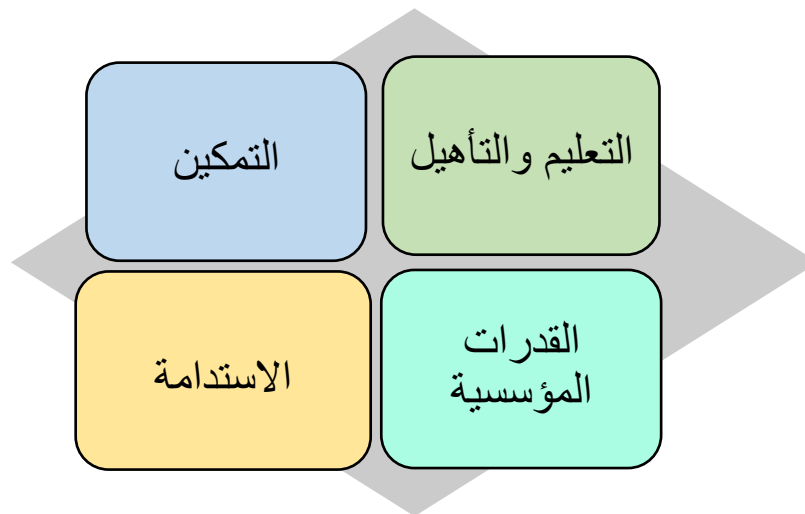 التعليم والتأهيل
التمكين
القدرات
المؤسسية
الاستدامة